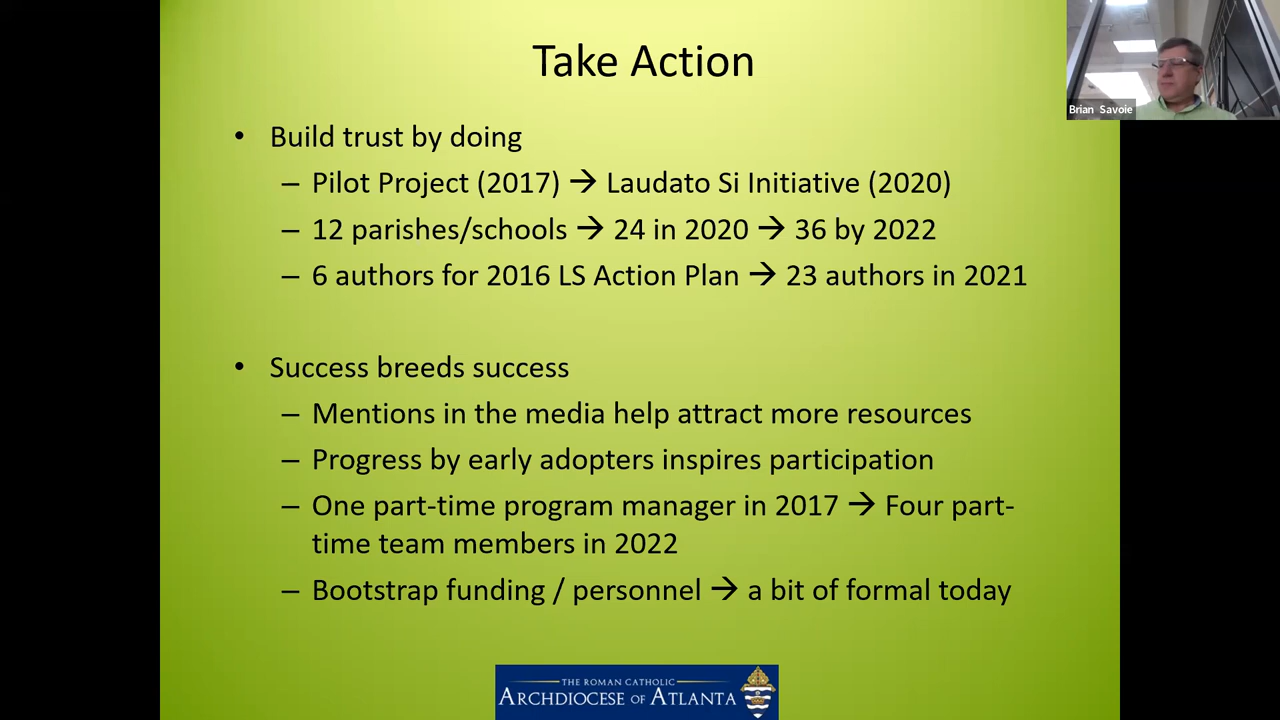 Take Action
Brian Savoie
• Build trust by doing
– Pilot Project (2017) → Laudato Si Initiative (2020)
– 12 parishes/schools → 24 in 2020 → 36 by 2022
– 6 authors for 2016 LS Action Plan → 23 authors in 2021
• Success breeds success
– Mentions in the media help attract more resources
– Progress by early adopters inspires participation
– One part-time program manager in 2017 → Four part-
time team members in 2022
– Bootstrap funding / personnel → a bit of formal today
THE ROMAN CATHOLIC
ARCHDIOCESE OF ATLANTA